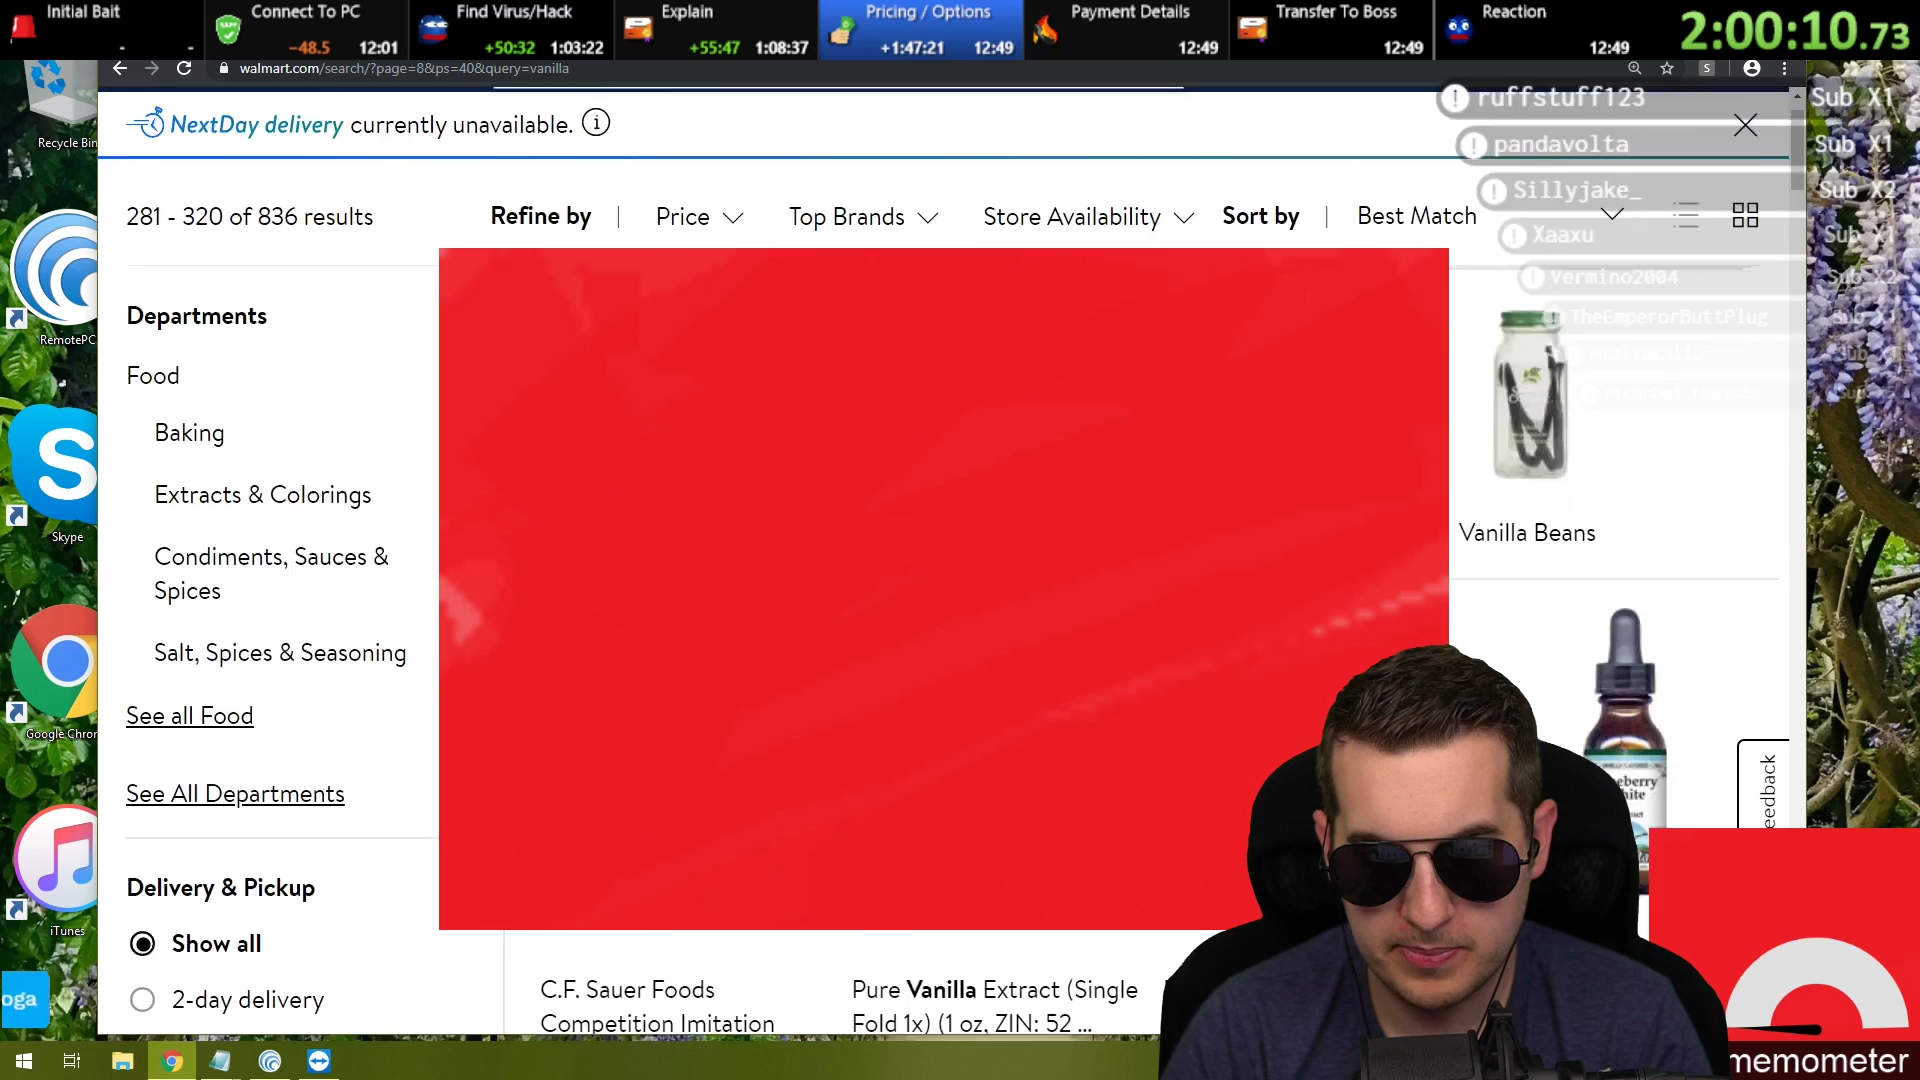 Initial Bait
- -
Connect To PC
-48.5 12:01
Find Virus/Hack
+50:32 1:03:22
Explain
+55:47 1:08:37
Pricing / Options
+1:47:21 12:49
Payment Details
12:49
Transfer To Boss
12:49
Reaction
12:49
2:00:10.73
walmart.com/search/?page=8&ps=40&query=vanilla
S
NextDay delivery currently unavailable.
281 - 320 of 836 results
Refine by | Price Top Brands Store Availability Sort by | Best Match
ruffstuff123 Sub X1
pandavolta Sub X1
Sillyjake_ Sub X2
Xaaxu Sub X1
Vermino2004 Sub X2
TheEmperorButtPlug Sub X1
Departments
Food
Baking
Extracts & Colorings
Condiments, Sauces &
Spices
Salt, Spices & Seasoning
See all Food
See All Departments
Delivery & Pickup
Show all
2-day delivery
Vanilla Beans
eedback
C.F. Sauer Foods
Competition Imitation
Pure Vanilla Extract (Single
Fold 1x) (1 oz, ZIN: 52 ...
Recycle Bin
RemotePC
Skype
Google Chrom
iTunes
oga
memometer